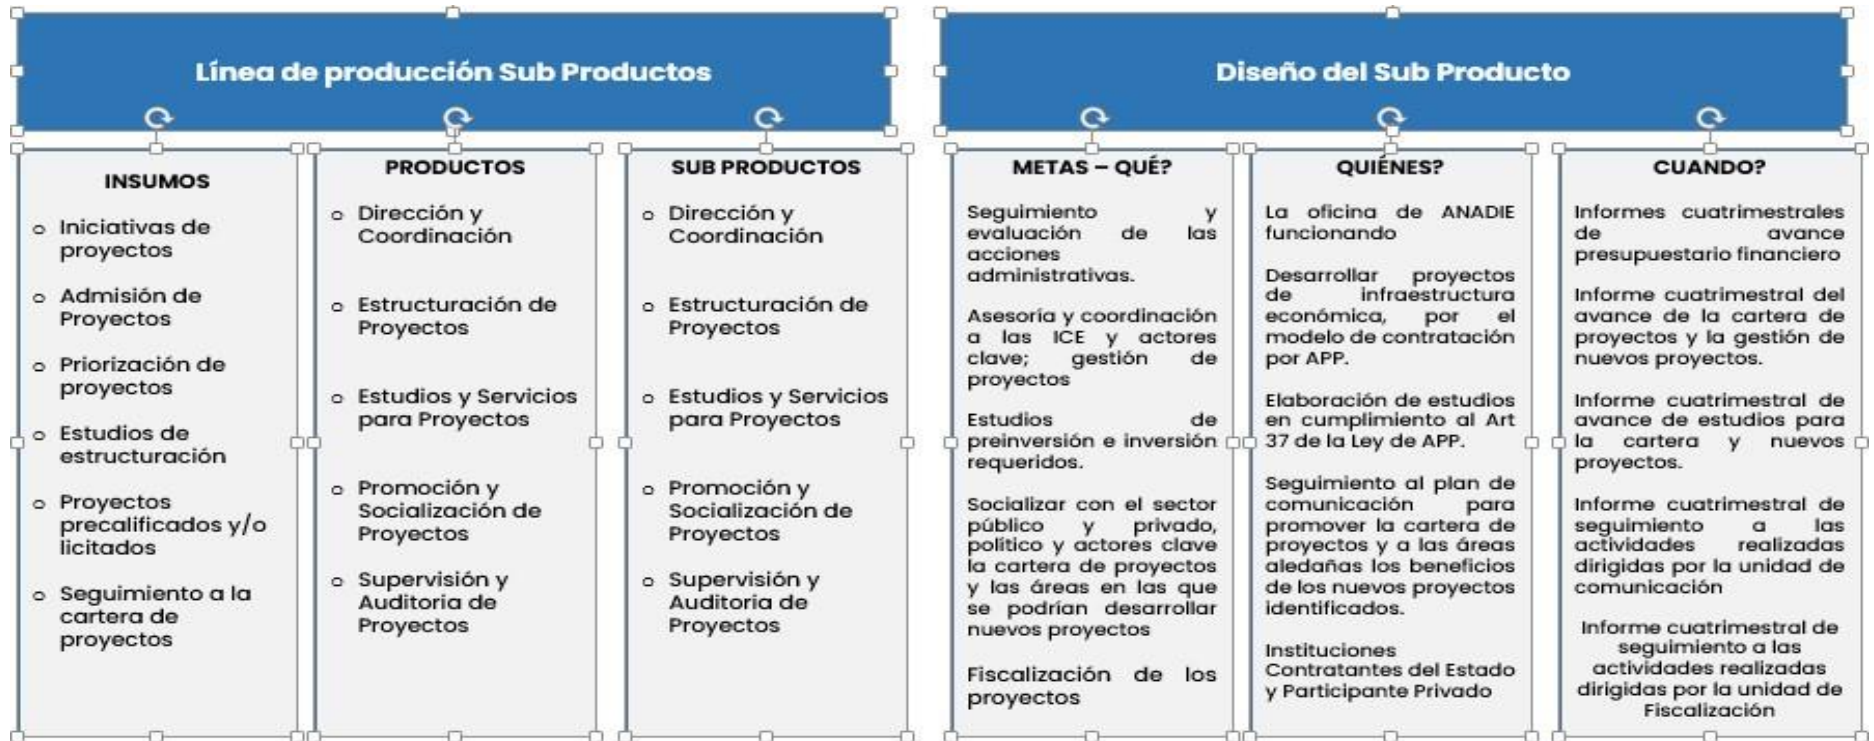 Línea de producción Sub Productos
INSUMOS
o Iniciativas de
proyectos
o Admisión de
Proyectos
o Priorización de
proyectos
o Estudios de
estructuración
o Proyectos
precalificados y/o
licitados
o Seguimiento a la
cartera de
proyectos
PRODUCTOS
o Dirección y
Coordinación
o Estructuración de
Proyectos
o Estudios y Servicios
para Proyectos
o Promoción y
Socialización de
Proyectos
o Supervisión y
Auditoria de
Proyectos
SUB PRODUCTOS
o Dirección y
Coordinación
o Estructuración de
Proyectos
o Estudios y Servicios
para Proyectos
o Promoción y
Socialización de
Proyectos
o Supervisión y
Auditoria de
Proyectos
Diseño del Sub Producto
METAS – QUÉ?
Seguimiento y
evaluación de las
acciones
administrativas.
Asesoría y coordinación
a las ICE y actores
clave; gestión de
proyectos
Estudios de
preinversión e inversión
requeridos.
Socializar con el sector
público y privado,
político y actores clave
la cartera de proyectos
y las áreas en las que
se podrían desarrollar
nuevos proyectos
Fiscalización de los
proyectos
QUIÉNES?
La oficina de ANADIE
funcionando
Desarrollar proyectos
de infraestructura
económica, por el
modelo de contratación
por APP.
Elaboración de estudios
en cumplimiento al Art
37 de la Ley de APP.
Seguimiento al plan de
comunicación para
promover la cartera de
proyectos y a las áreas
aledañas los beneficios
de los nuevos proyectos
identificados.
Instituciones
Contratantes del Estado
y Participante Privado
CUANDO?
Informes cuatrimestrales
de avance
presupuestario financiero
Informe cuatrimestral del
avance de la cartera de
proyectos y la gestión de
nuevos proyectos.
Informe cuatrimestral de
avance de estudios para
la cartera y nuevos
proyectos.
Informe cuatrimestral de
seguimiento a las
actividades realizadas
dirigidas por la unidad de
comunicación
Informe cuatrimestral de
seguimiento a las
actividades realizadas
dirigidas por la unidad de
Fiscalización